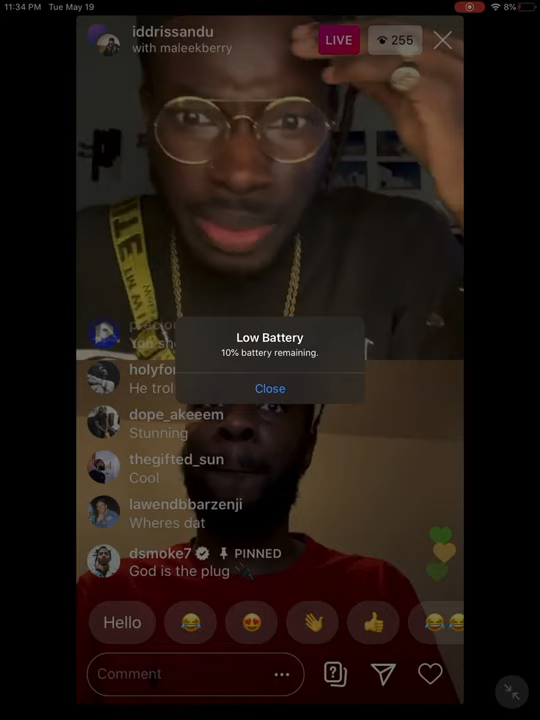 11:34 PM Tue May 19
8%
iddrissandu
with maleekberry
LIVE
255
Low Battery
10% battery remaining.
Close
You
holyfor
He trol
dope_akeeem
Stunning
thegifted_sun
Cool
lawendbbarzenji
Wheres dat
dsmoke7 PINNED
God is the plug
Hello
Comment